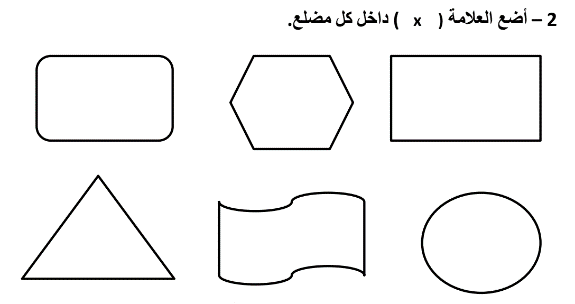 2 – أضع العلامة ( x ) داخل كل مضلع.